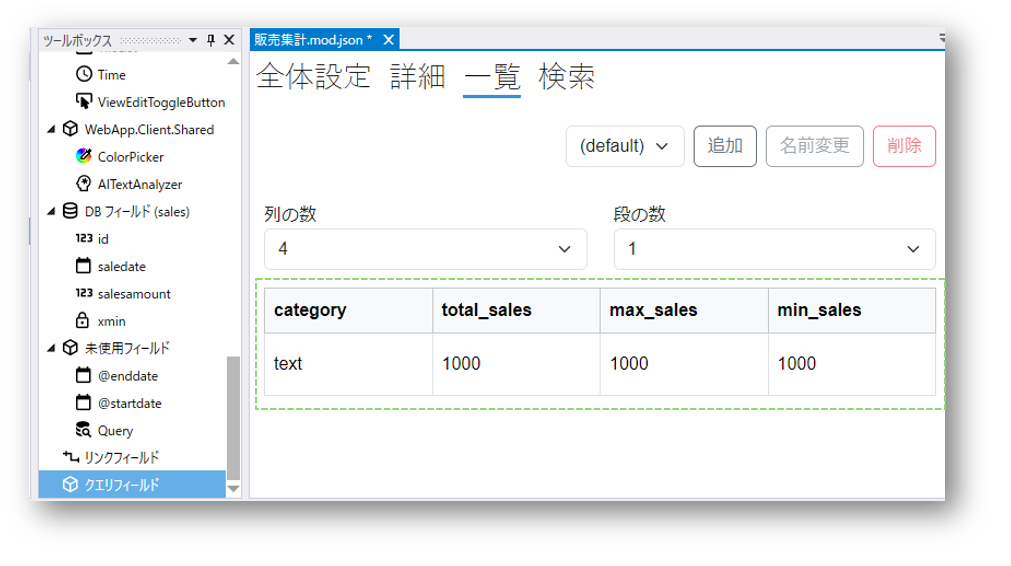 ツールボックス
Time
ViewEditToggleButton
WebApp.Client.Shared
ColorPicker
AITextAnalyzer
DB フィールド (sales)
123 id
saledate
123 salesamount
xmin
未使用フィールド
@enddate
@startdate
Query
リンクフィールド
クエリフィールド
販売集計.mod.json *
全体設定 詳細 一覧 検索
(default) 追加 名前変更 削除
列の数 段の数
4 1
category total_sales max_sales min_sales
text 1000 1000 1000